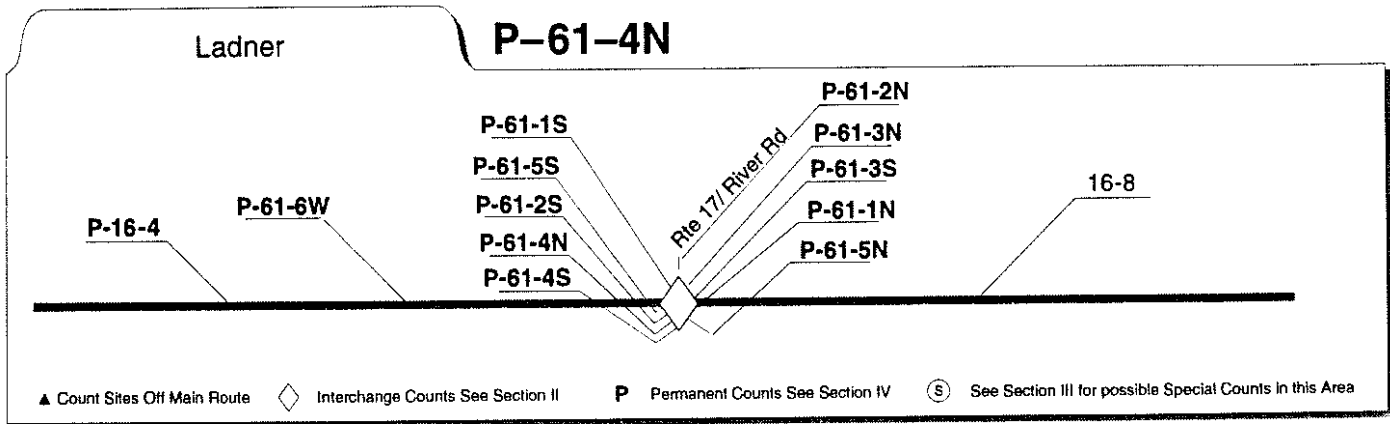 Ladner
P–61–4N
P-61-2N
P-61-1S
P-61-3N
Rte 17/ River Rd
P-61-5S
P-61-3S
16-8
P-61-6W
P-61-2S
P-61-1N
P-16-4
P-61-4N
P-61-5N
P-61-4S
▲ Count Sites Off Main Route ◇ Interchange Counts See Section II P Permanent Counts See Section IV Ⓢ See Section III for possible Special Counts in this Area